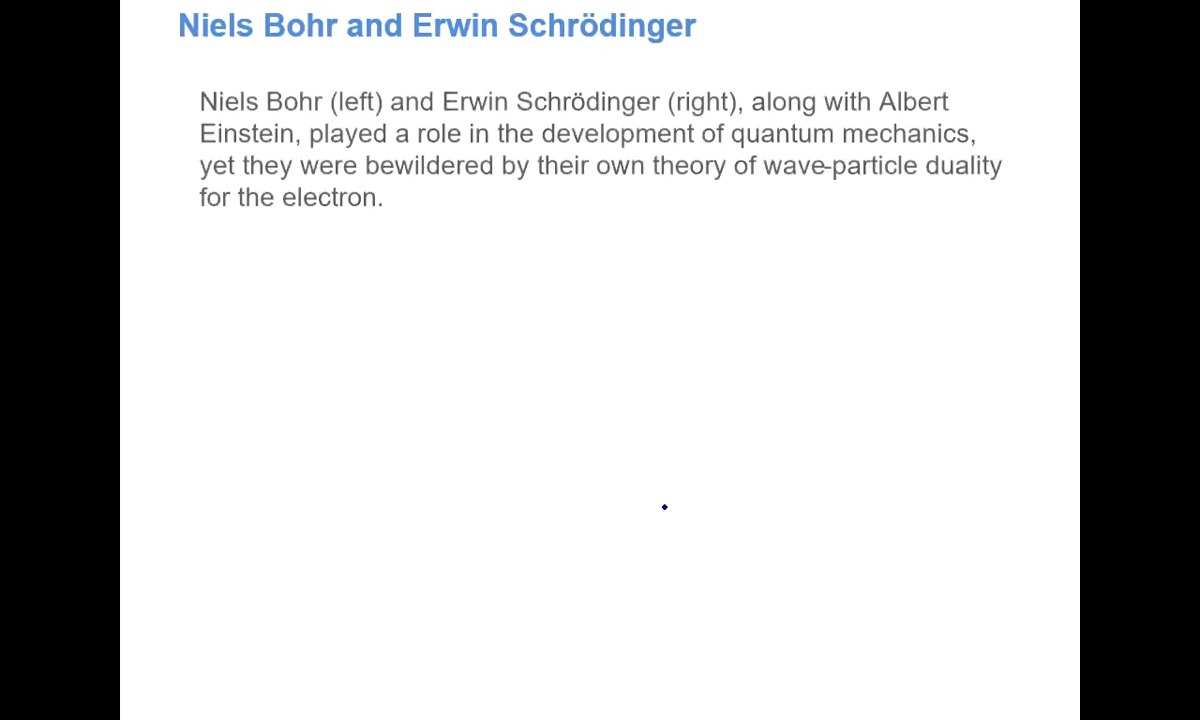 Niels Bohr and Erwin Schrödinger
Niels Bohr (left) and Erwin Schrödinger (right), along with Albert
Einstein, played a role in the development of quantum mechanics,
yet they were bewildered by their own theory of wave-particle duality
for the electron.